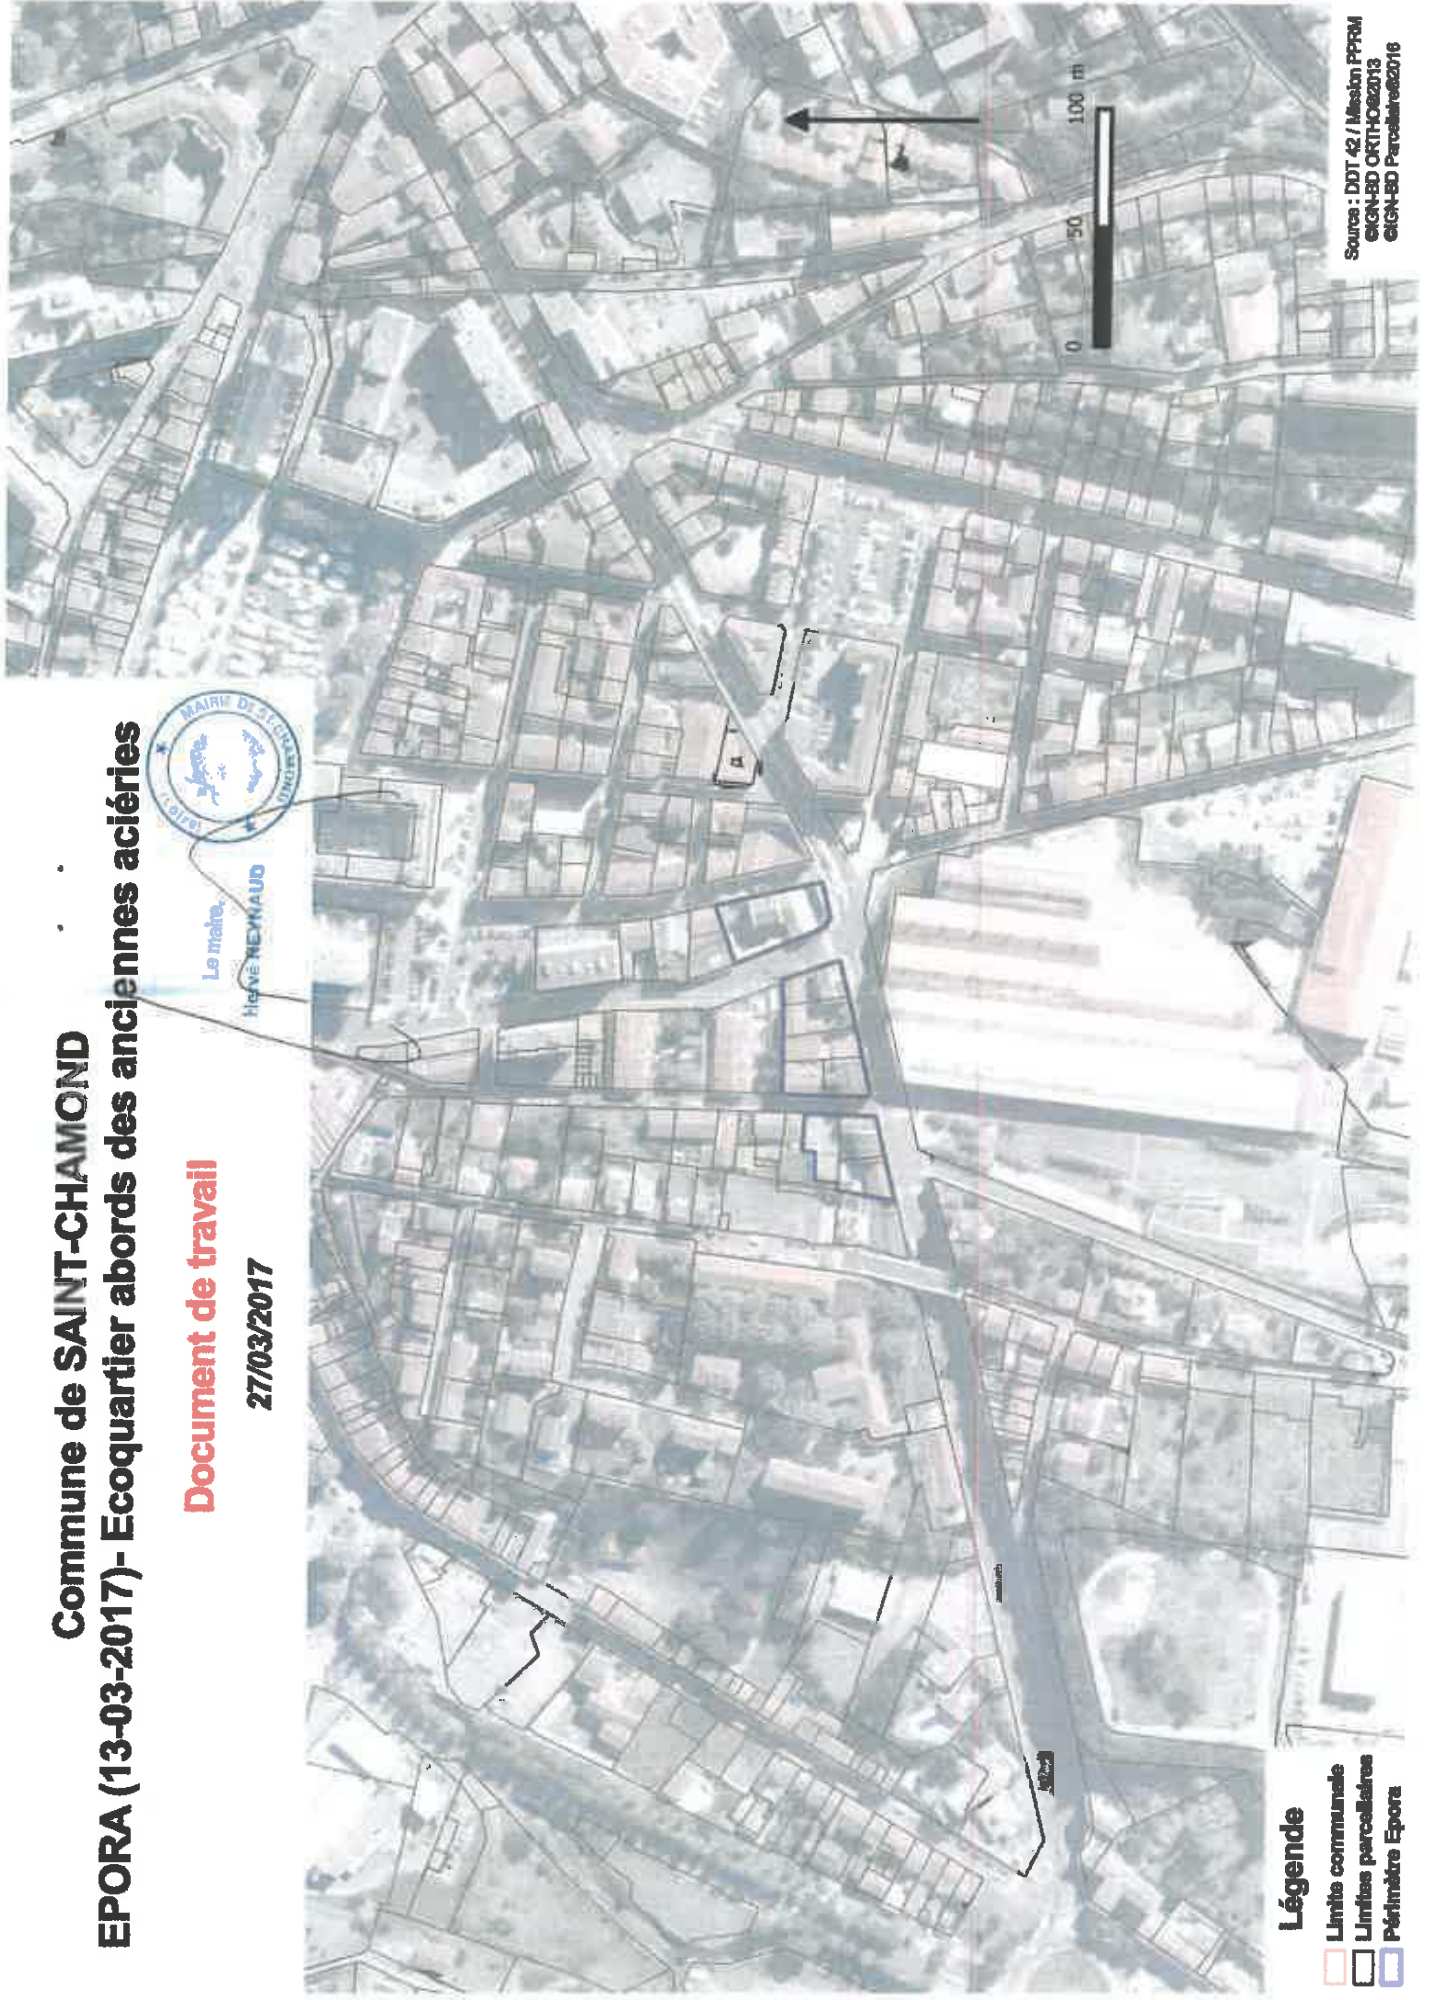 Commune de SAINT-CHAMOND
EPORA (13-03-2017)- Ecoquartier abords des anciennes aciéries
Document de travail
27/03/2017
Le maire,
Hervé REYNAUD
MAIRIE DE ST-CHAMOND
(LOIRE)
0 50 100 m
Légende
Limite communale
Limites parcellaires
Périmètre Epora
Source : DDT 42 / Mission PPRM
©IGN-BD ORTHO®2013
©IGN-BD Parcellaire®2016